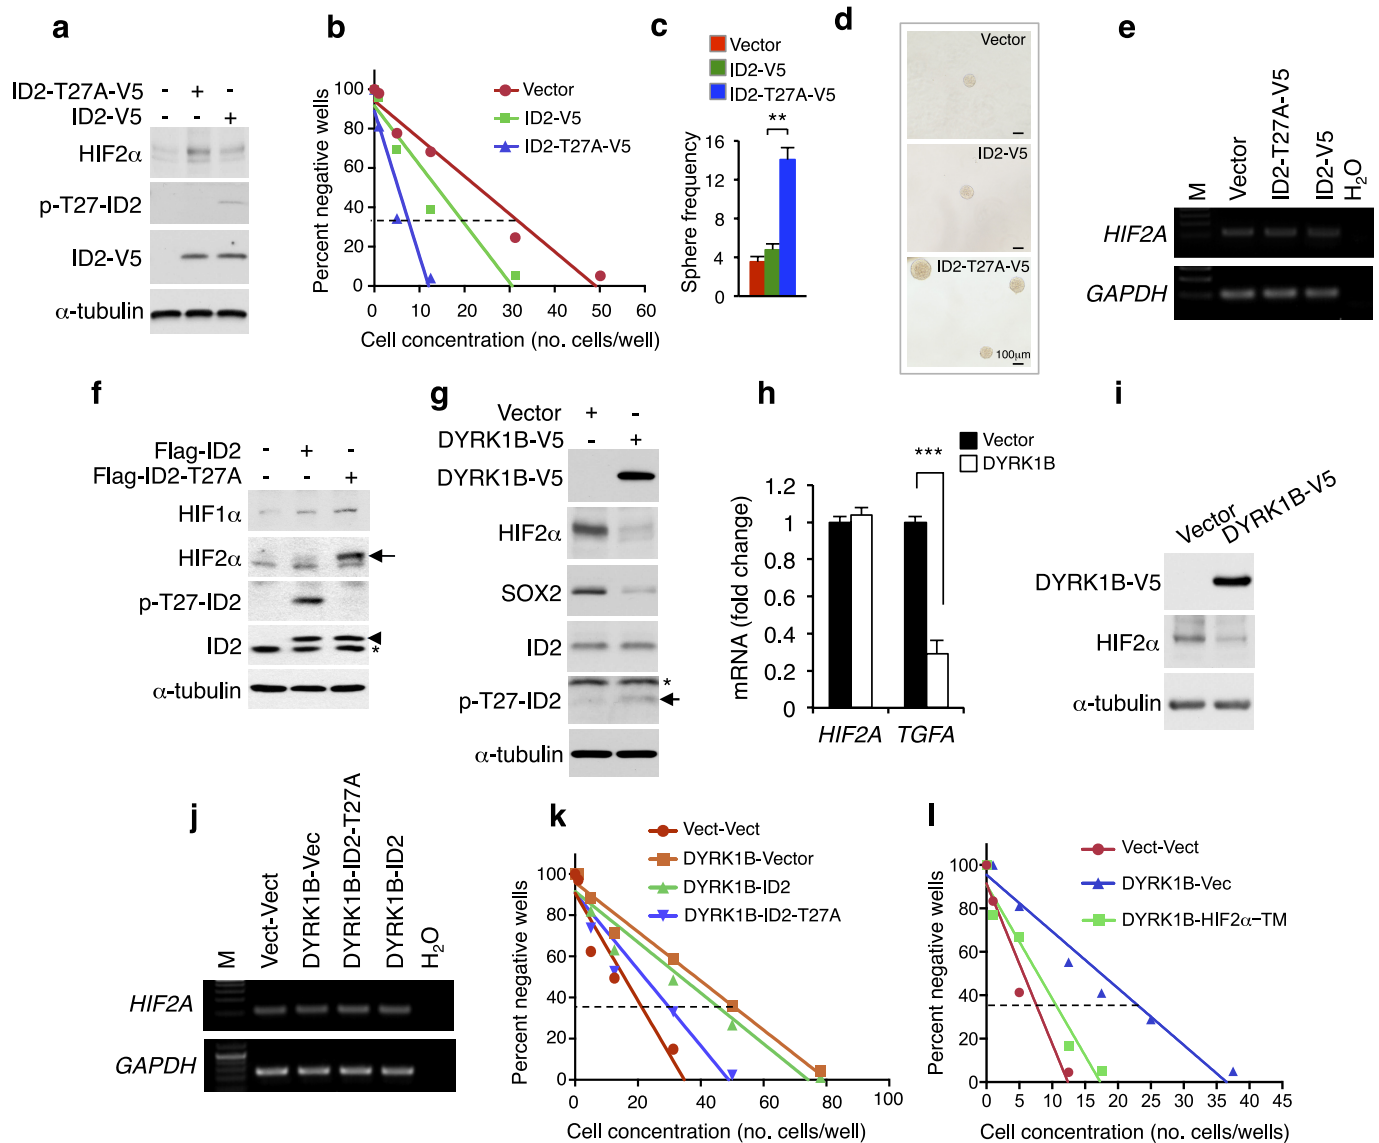 a
ID2-T27A-V5 - + -
ID2-V5 - - +
HIF2α
p-T27-ID2
ID2-V5
α-tubulin
b
Percent negative wells
100
80
60
40
20
0
0 10 20 30 40 50 60
Cell concentration (no. cells/well)
Vector
ID2-V5
ID2-T27A-V5
c
Vector
ID2-V5
ID2-T27A-V5
**
Sphere frequency
16
12
8
4
0
d
Vector
ID2-V5
ID2-T27A-V5
100μm
e
M
Vector
ID2-T27A-V5
ID2-V5
H2O
HIF2A
GAPDH
f
Flag-ID2 - + -
Flag-ID2-T27A - - +
HIF1α
HIF2α
p-T27-ID2
ID2
*
α-tubulin
g
Vector + -
DYRK1B-V5 - +
DYRK1B-V5
HIF2α
SOX2
ID2
*
p-T27-ID2
α-tubulin
h
Vector
DYRK1B
***
mRNA (fold change)
1.2
1
0.8
0.6
0.4
0.2
0
HIF2A TGFA
i
Vector
DYRK1B-V5
DYRK1B-V5
HIF2α
α-tubulin
j
M
Vect-Vect
DYRK1B-Vec
DYRK1B-ID2-T27A
DYRK1B-ID2
H2O
HIF2A
GAPDH
k
Vect-Vect
DYRK1B-Vector
DYRK1B-ID2
DYRK1B-ID2-T27A
Percent negative wells
100
80
60
40
20
0
0 20 40 60 80 100
Cell concentration (no. cells/well)
l
Vect-Vect
DYRK1B-Vec
DYRK1B-HIF2α-TM
Percent negative wells
100
80
60
40
20
0
0 5 10 15 20 25 30 35 40 45
Cell concentration (no. cells/wells)